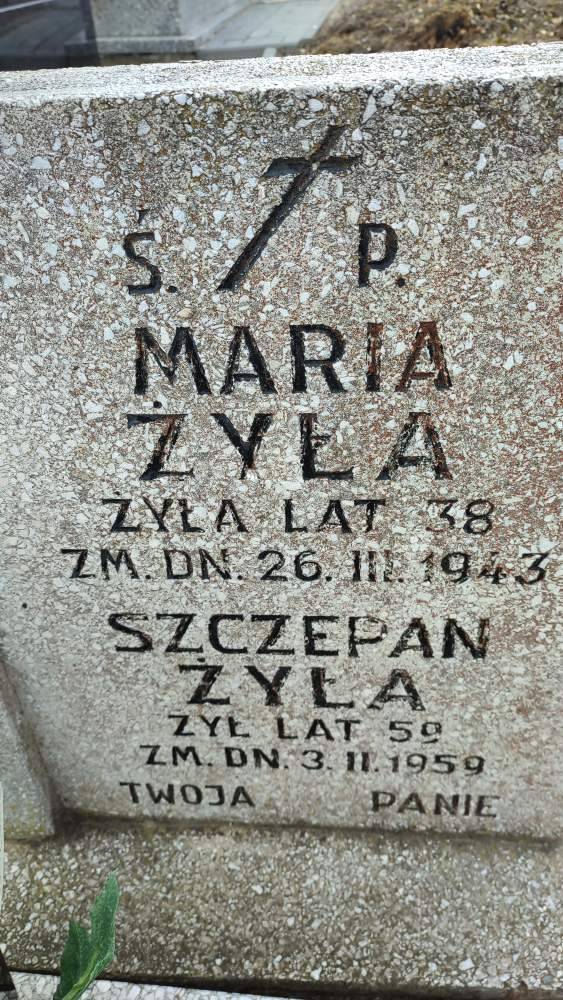 Ś. P.
MARIA
ŻYŁA
ŻYŁA LAT 38
ZM. DN. 26. III. 1943
SZCZEPAN
ŻYŁA
ŻYŁ LAT 59
ZM. DN. 3. II. 1959
TWOJA PANIE